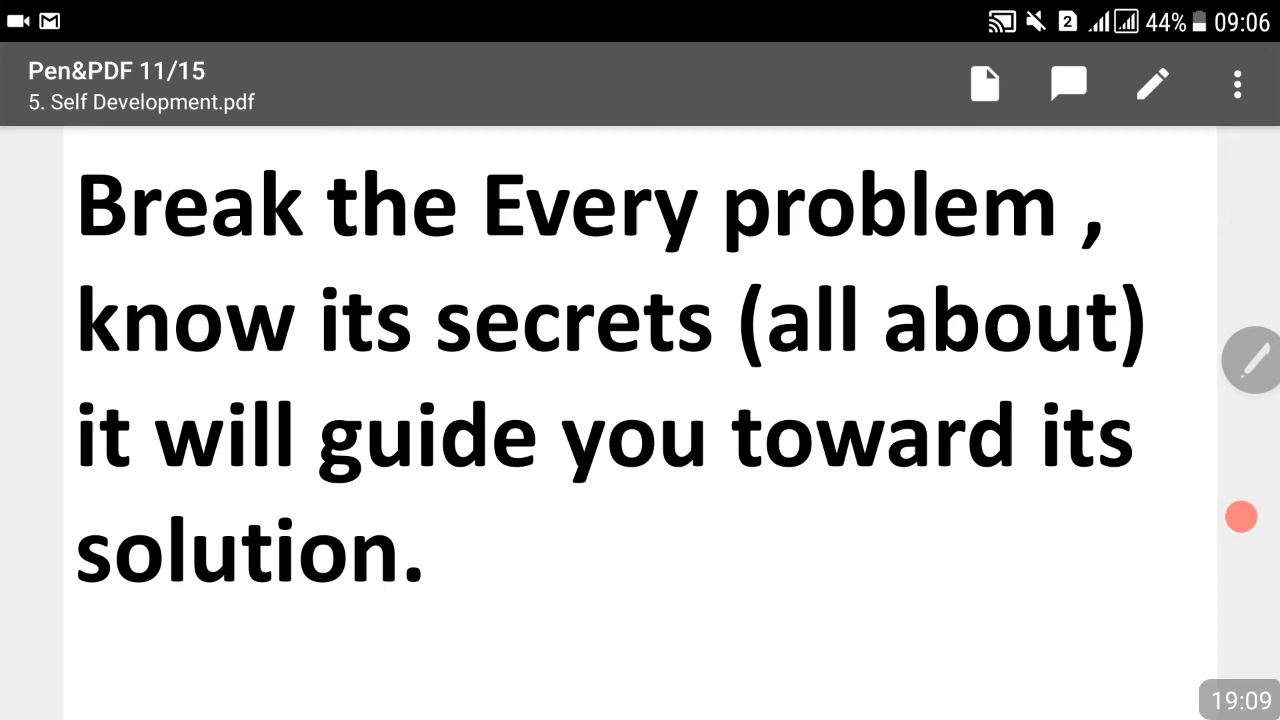 2 44% 09:06
Pen&PDF 11/15
5. Self Development.pdf
Break the Every problem ,
know its secrets (all about)
it will guide you toward its
solution.
19:09